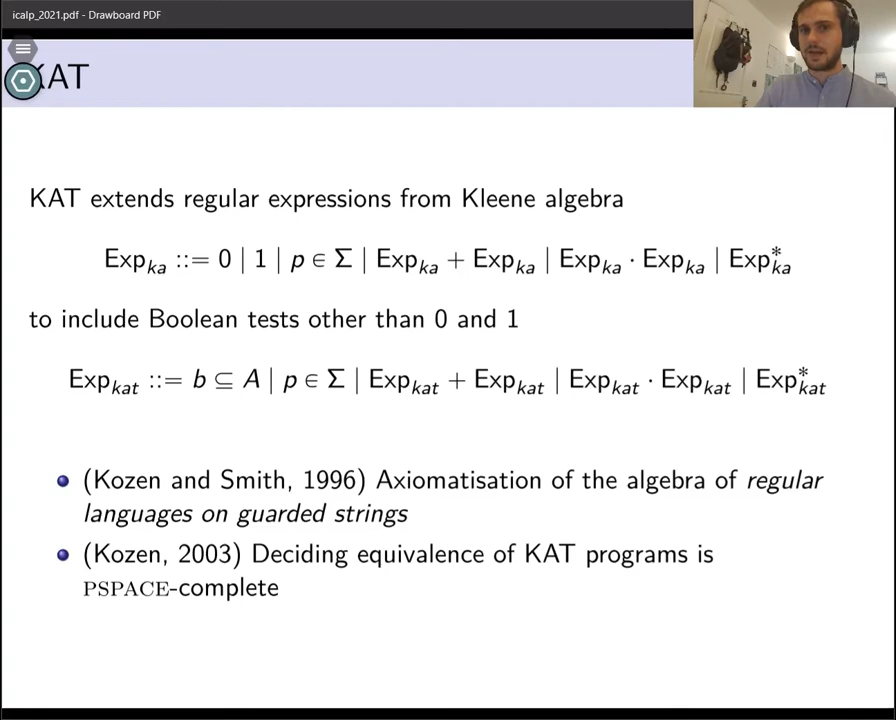 icalp_2021.pdf - Drawboard PDF
KAT
KAT extends regular expressions from Kleene algebra
Exp_ka ::= 0 | 1 | p ∈ Σ | Exp_ka + Exp_ka | Exp_ka · Exp_ka | Exp*_ka
to include Boolean tests other than 0 and 1
Exp_kat ::= b ⊆ A | p ∈ Σ | Exp_kat + Exp_kat | Exp_kat · Exp_kat | Exp*_kat
(Kozen and Smith, 1996) Axiomatisation of the algebra of regular
languages on guarded strings
(Kozen, 2003) Deciding equivalence of KAT programs is
PSPACE-complete